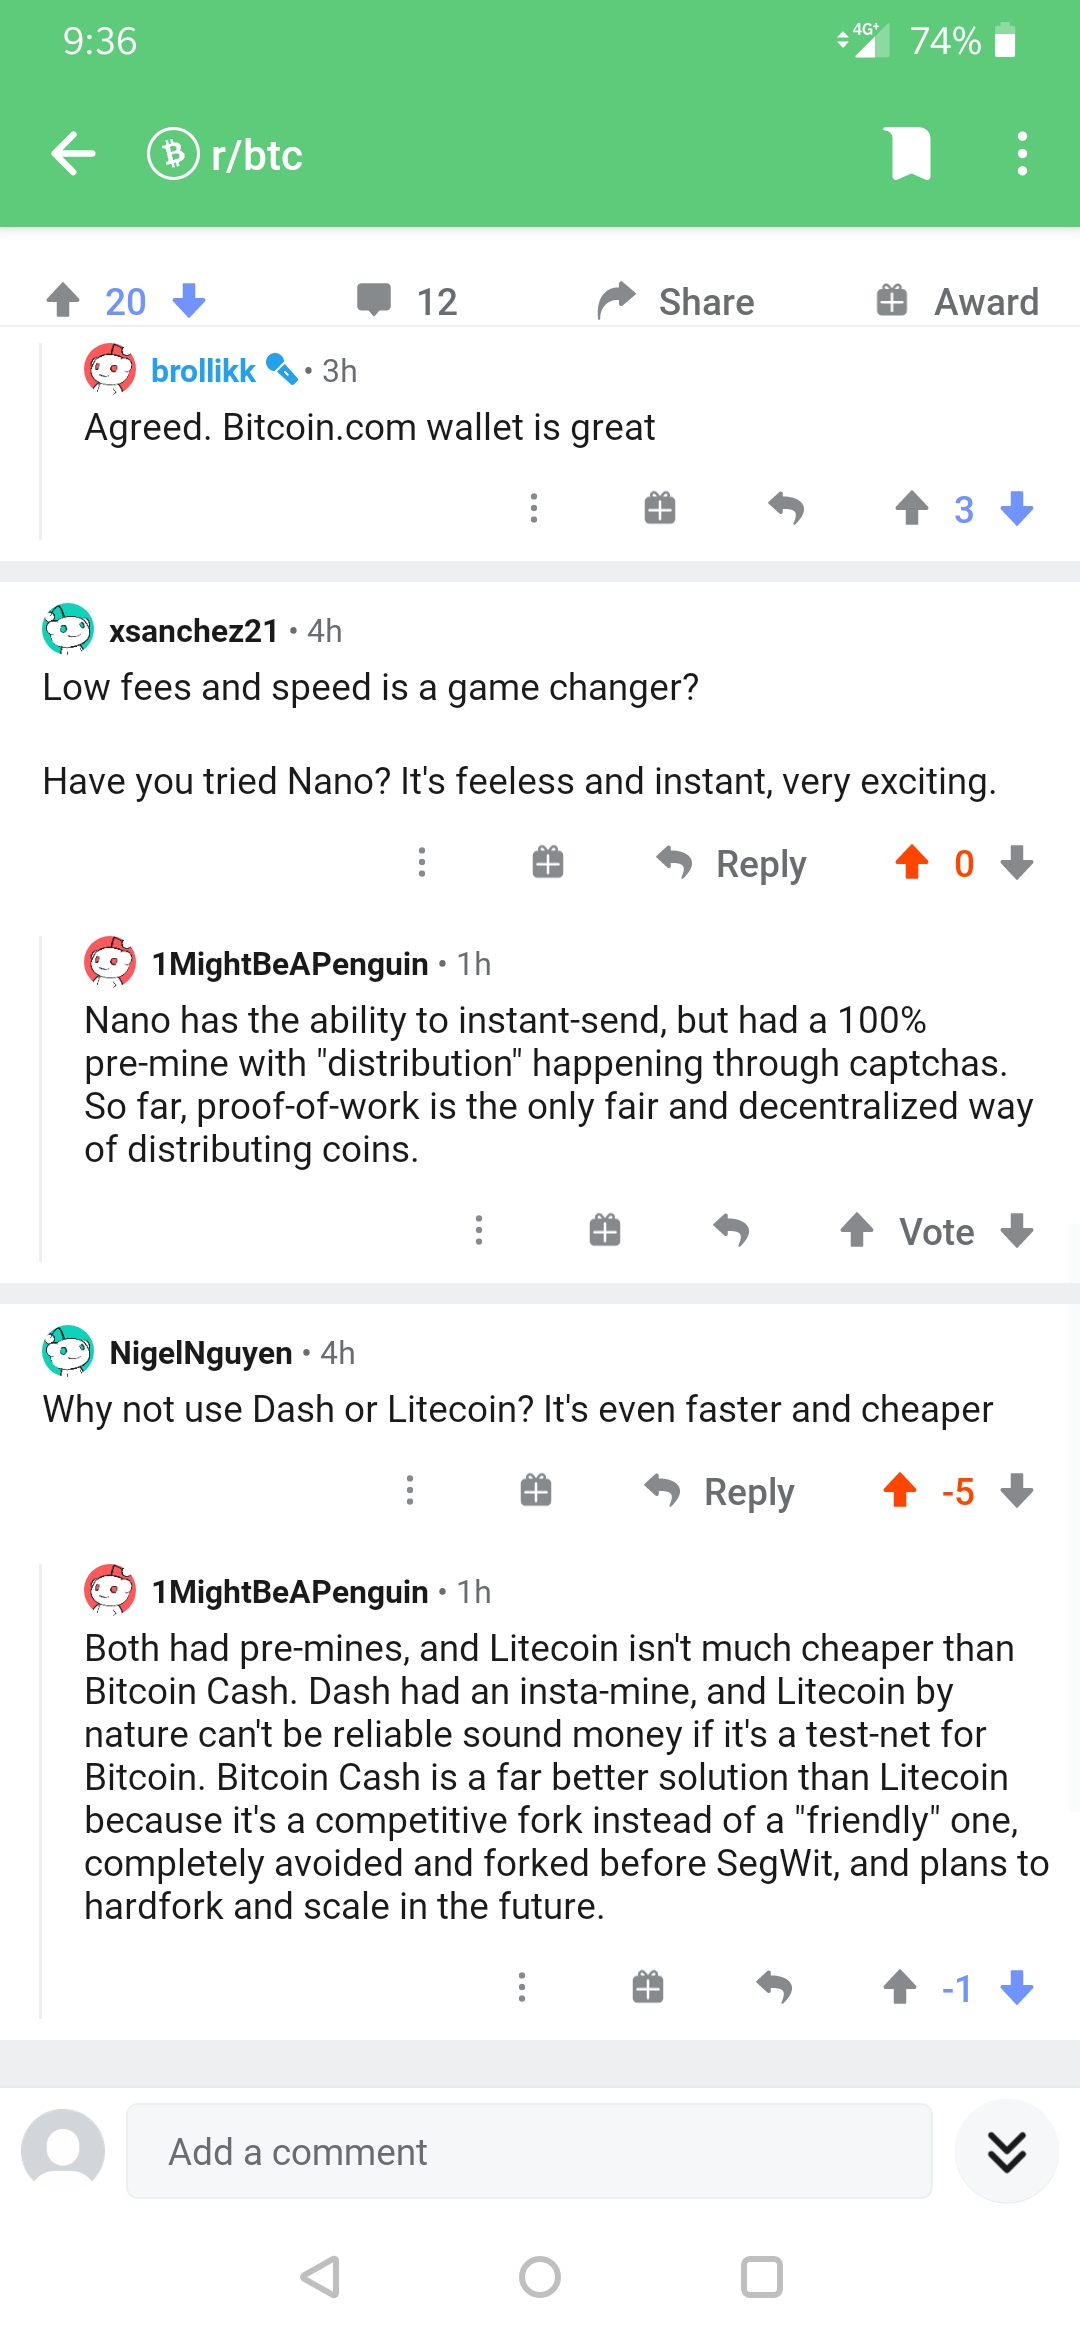 9:36
4G+ 74%
r/btc
20 12 Share Award
brollikk • 3h
Agreed. Bitcoin.com wallet is great
3
xsanchez21 • 4h
Low fees and speed is a game changer?
Have you tried Nano? It's feeless and instant, very exciting.
Reply 0
1MightBeAPenguin • 1h
Nano has the ability to instant-send, but had a 100%
pre-mine with "distribution" happening through captchas.
So far, proof-of-work is the only fair and decentralized way
of distributing coins.
Vote
NigelNguyen • 4h
Why not use Dash or Litecoin? It's even faster and cheaper
Reply -5
1MightBeAPenguin • 1h
Both had pre-mines, and Litecoin isn't much cheaper than
Bitcoin Cash. Dash had an insta-mine, and Litecoin by
nature can't be reliable sound money if it's a test-net for
Bitcoin. Bitcoin Cash is a far better solution than Litecoin
because it's a competitive fork instead of a "friendly" one,
completely avoided and forked before SegWit, and plans to
hardfork and scale in the future.
-1
Add a comment